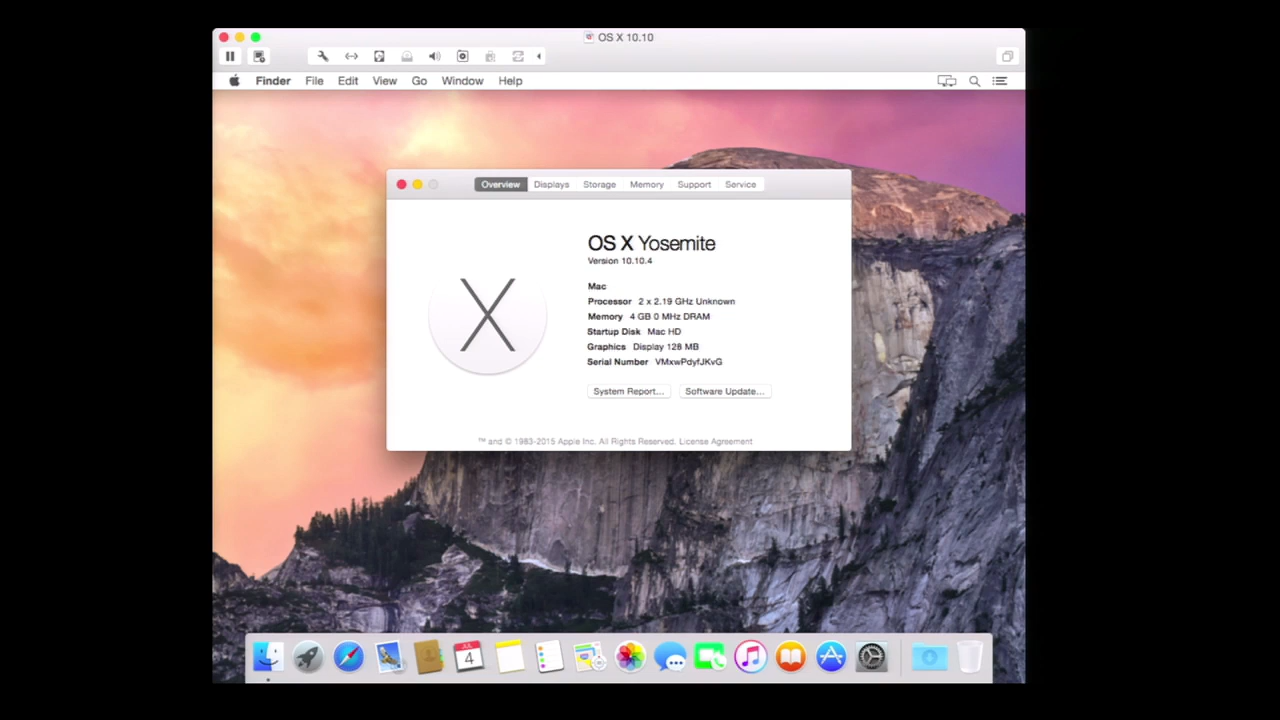 OS X 10.10
Finder File Edit View Go Window Help
Overview Displays Storage Memory Support Service
OS X Yosemite
Version 10.10.4
Mac
Processor 2 x 2.19 GHz Unknown
Memory 4 GB 0 MHz DRAM
Startup Disk Mac HD
Graphics Display 128 MB
Serial Number VMxwPdyfJKvG
System Report... Software Update...
™ and © 1983-2015 Apple Inc. All Rights Reserved. License Agreement
JUL
4